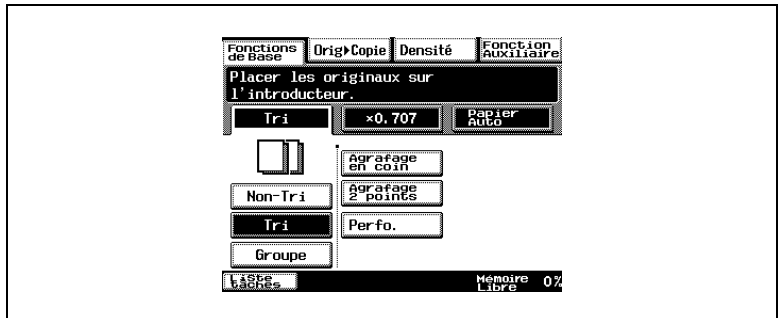 Fonctions de Base
Orig▶Copie
Densité
Fonction Auxiliaire
Placer les originaux sur
l'introducteur.
Tri
×0,707
Papier Auto
Agrafage en coin
Non-Tri
Agrafage 2 points
Tri
Perfo.
Groupe
Liste tâches
Mémoire Libre
0%